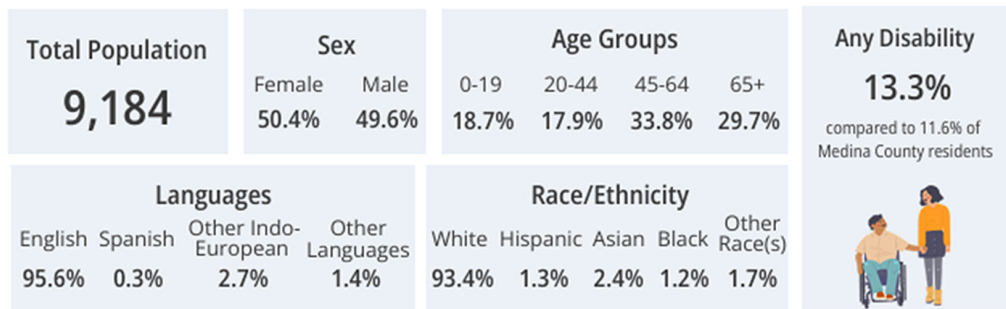 Total Population
9,184
Sex
Female Male
50.4% 49.6%
Age Groups
0-19 20-44 45-64 65+
18.7% 17.9% 33.8% 29.7%
Any Disability
13.3%
compared to 11.6% of
Medina County residents
Languages
English Spanish Other Indo-European Other Languages
95.6% 0.3% 2.7% 1.4%
Race/Ethnicity
White Hispanic Asian Black Other Race(s)
93.4% 1.3% 2.4% 1.2% 1.7%